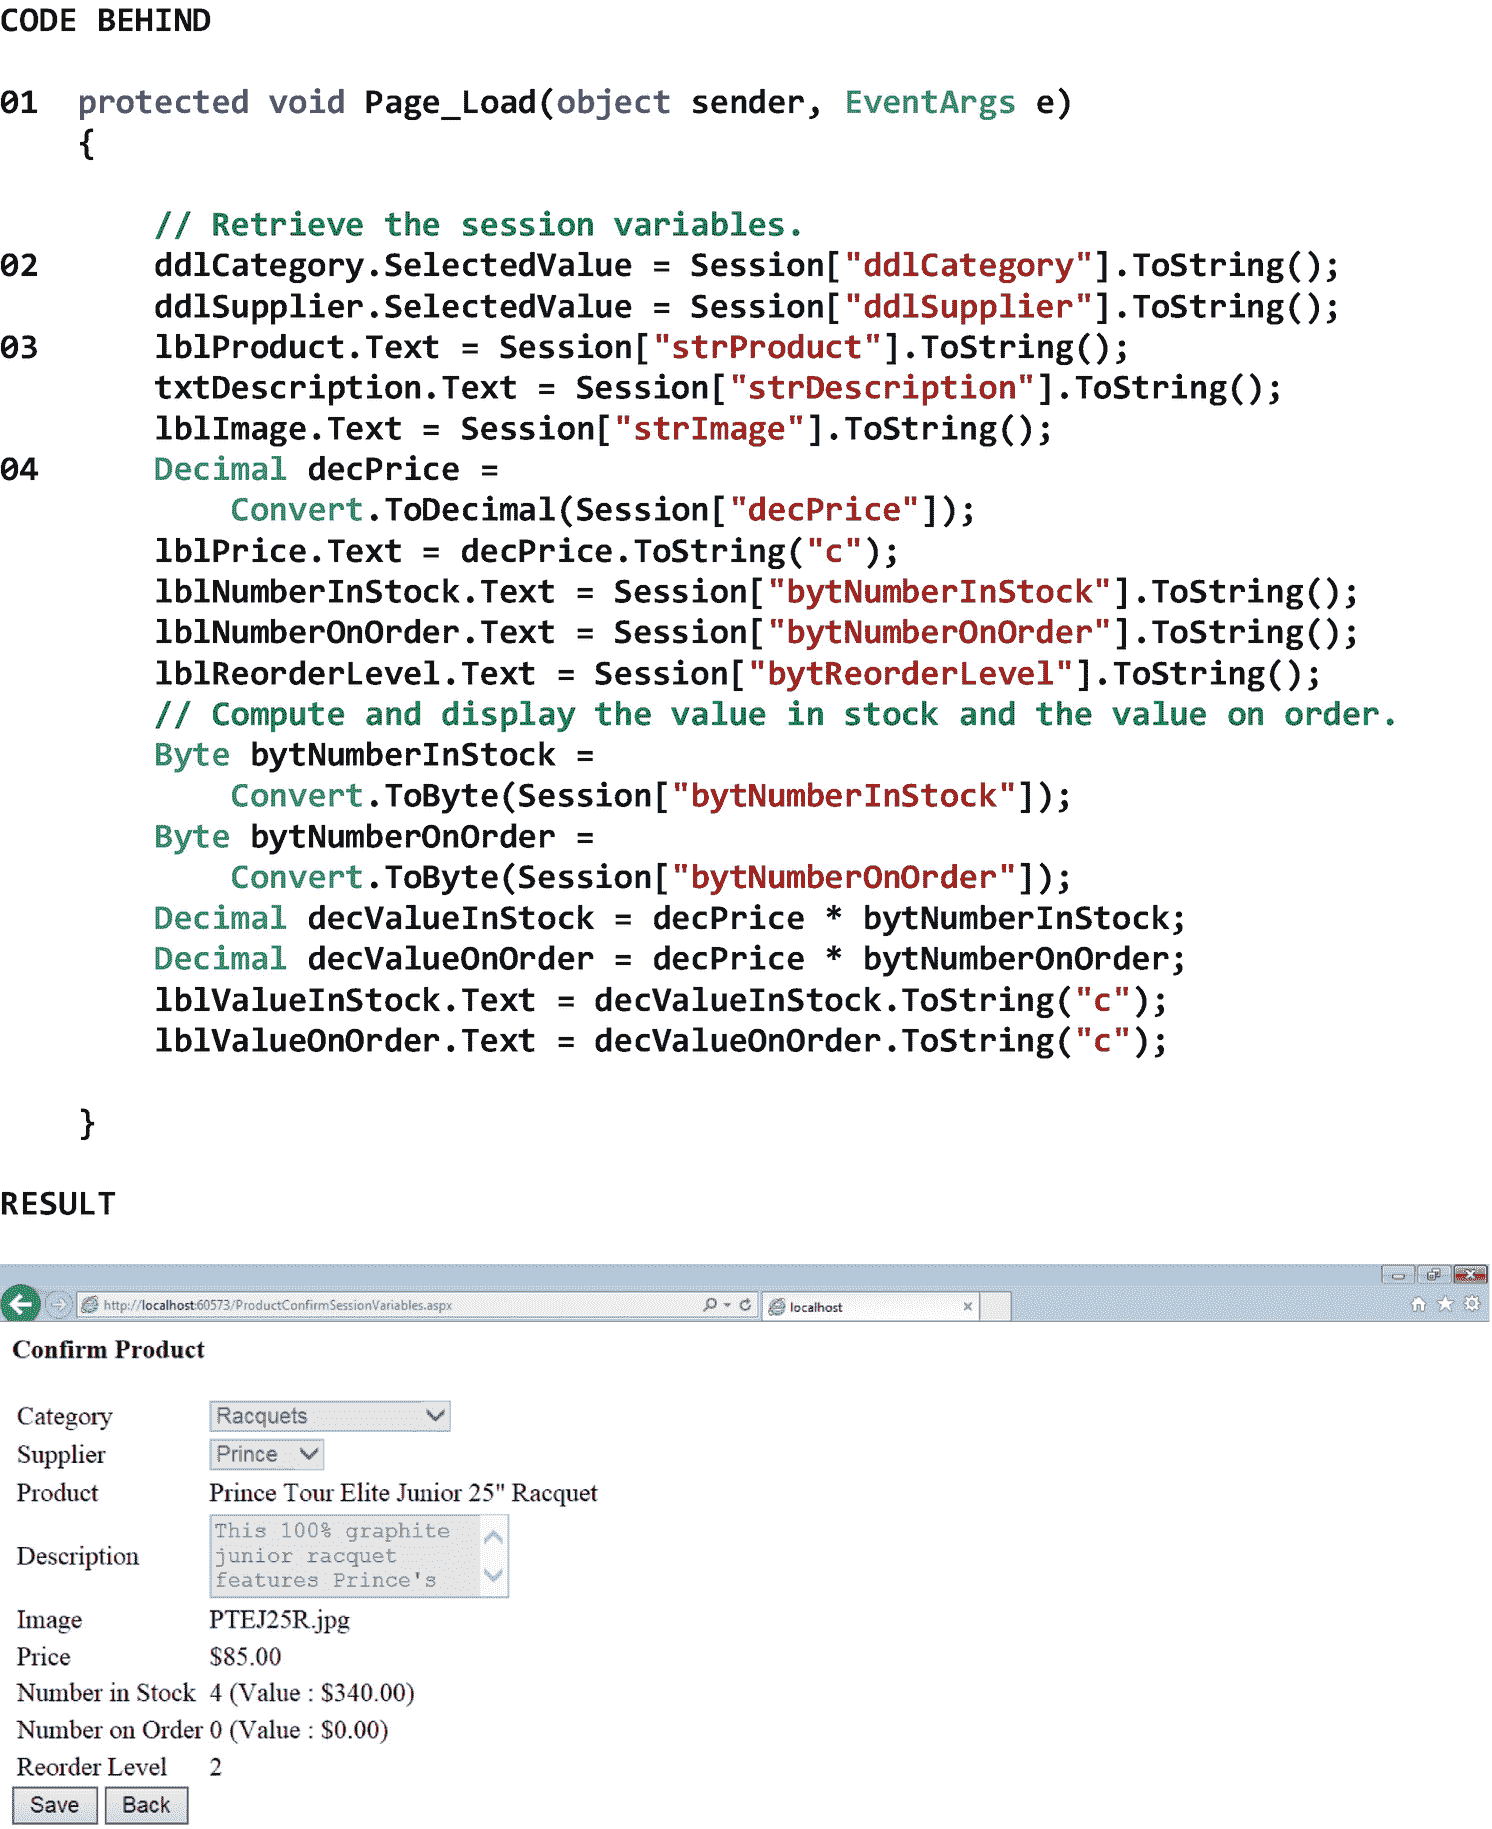 CODE BEHIND
01 protected void Page_Load(object sender, EventArgs e)
{
// Retrieve the session variables.
02 ddlCategory.SelectedValue = Session["ddlCategory"].ToString();
ddlSupplier.SelectedValue = Session["ddlSupplier"].ToString();
03 lblProduct.Text = Session["strProduct"].ToString();
txtDescription.Text = Session["strDescription"].ToString();
lblImage.Text = Session["strImage"].ToString();
04 Decimal decPrice =
Convert.ToDecimal(Session["decPrice"]);
lblPrice.Text = decPrice.ToString("c");
lblNumberInStock.Text = Session["bytNumberInStock"].ToString();
lblNumberOnOrder.Text = Session["bytNumberOnOrder"].ToString();
lblReorderLevel.Text = Session["bytReorderLevel"].ToString();
// Compute and display the value in stock and the value on order.
Byte bytNumberInStock =
Convert.ToByte(Session["bytNumberInStock"]);
Byte bytNumberOnOrder =
Convert.ToByte(Session["bytNumberOnOrder"]);
Decimal decValueInStock = decPrice * bytNumberInStock;
Decimal decValueOnOrder = decPrice * bytNumberOnOrder;
lblValueInStock.Text = decValueInStock.ToString("c");
lblValueOnOrder.Text = decValueOnOrder.ToString("c");
}
RESULT
http://localhost:60573/ProductConfirmSessionVariables.aspx localhost
Confirm Product
Category Racquets
Supplier Prince
Product Prince Tour Elite Junior 25" Racquet
Description This 100% graphite
junior racquet
features Prince's
Image PTEJ25R.jpg
Price $85.00
Number in Stock 4 (Value : $340.00)
Number on Order 0 (Value : $0.00)
Reorder Level 2
Save Back